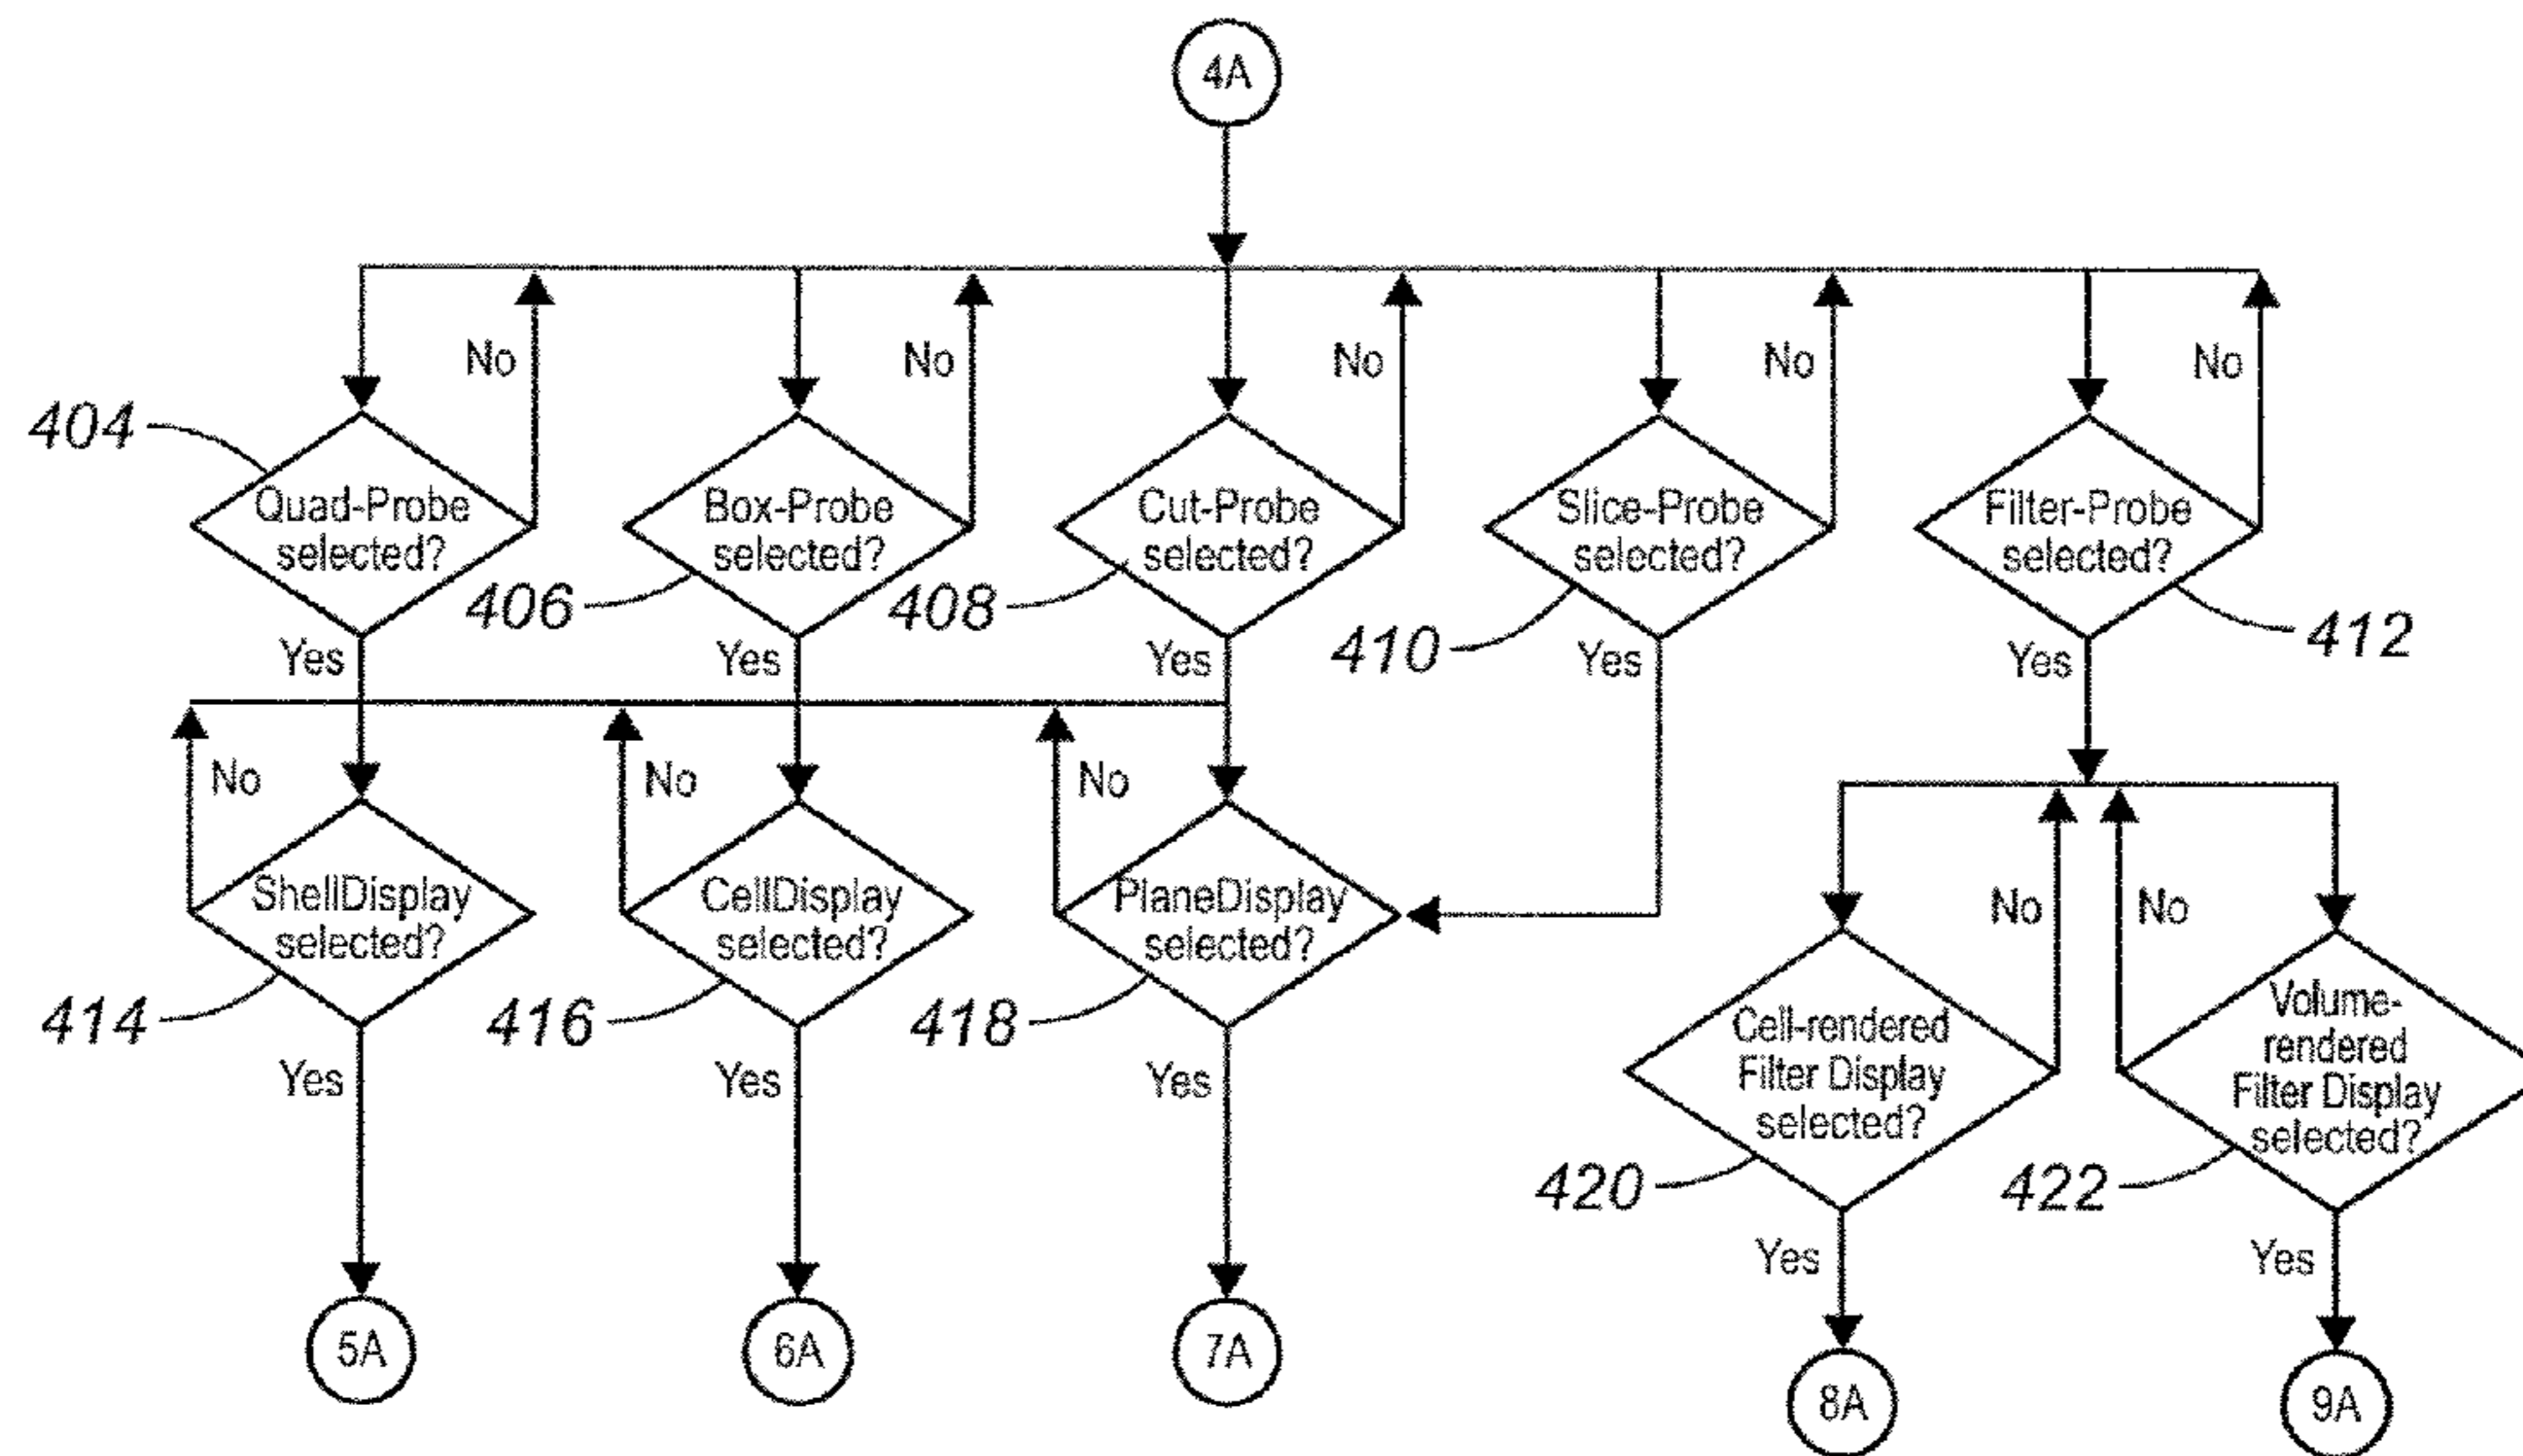 4A
No
No
No
No
No
404
Quad-Probe
selected?
Box-Probe
selected?
Cut-Probe
selected?
Slice-Probe
selected?
Filter-Probe
selected?
406
408
410
412
Yes
Yes
Yes
Yes
Yes
No
No
No
ShellDisplay
selected?
CellDisplay
selected?
PlaneDisplay
selected?
No
No
414
416
418
Cell-rendered
Filter Display
selected?
Volume-
rendered
Filter Display
selected?
Yes
Yes
Yes
420
422
Yes
Yes
5A
6A
7A
8A
9A